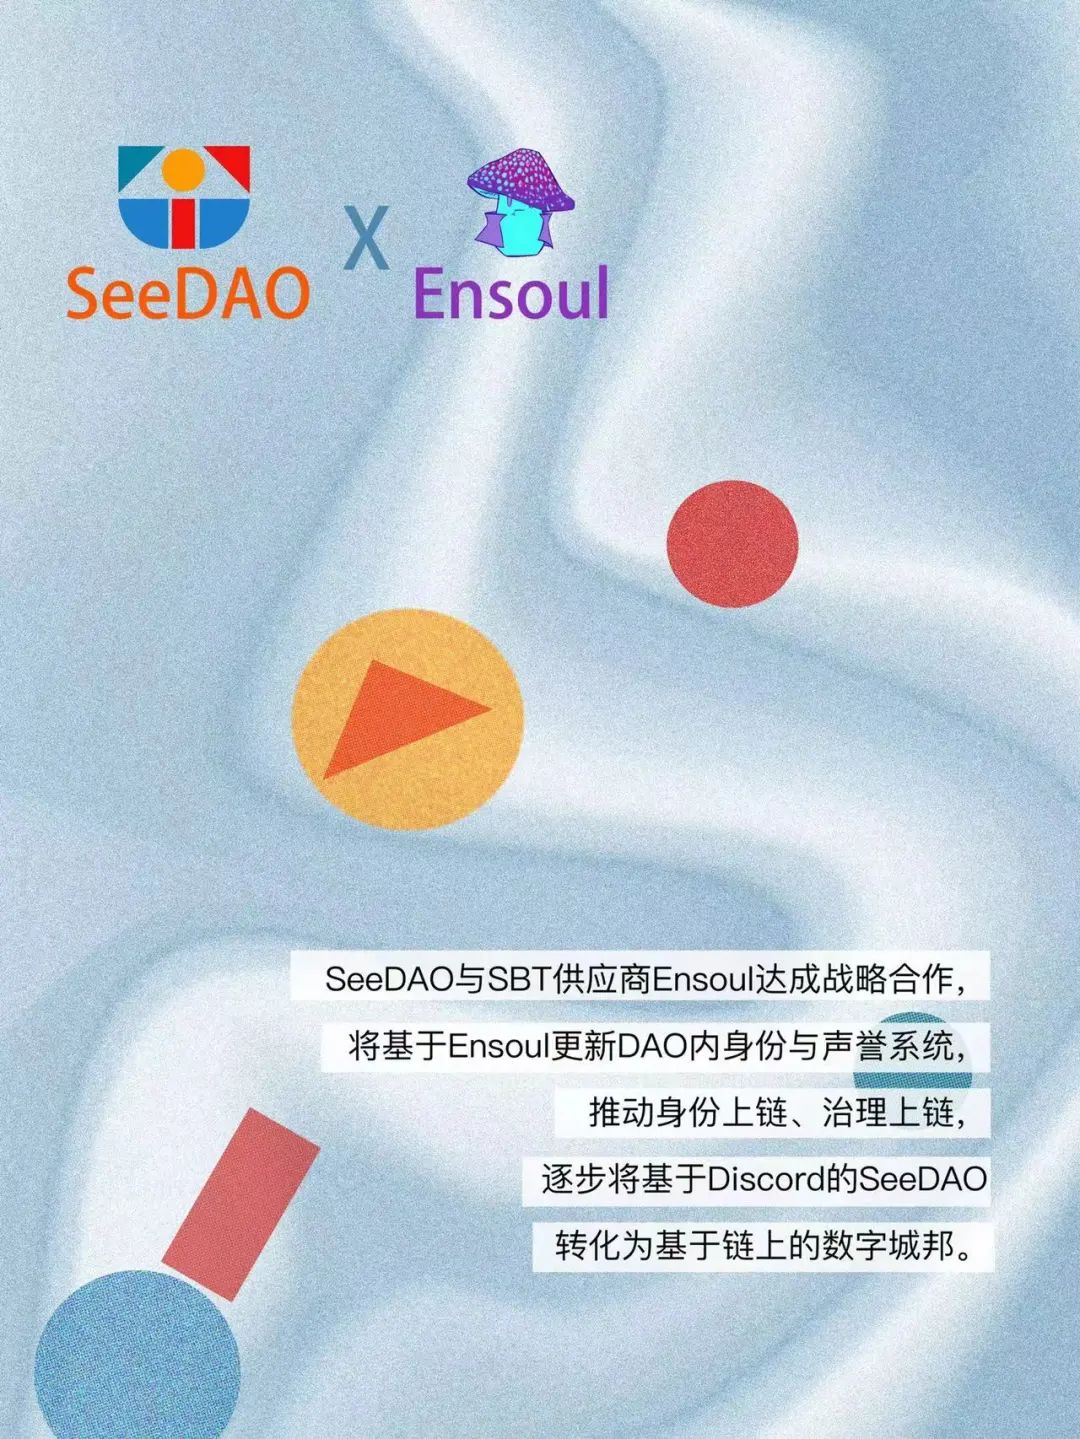 SeeDAO
X
Ensoul
SeeDAO与SBT供应商Ensoul达成战略合作，
将基于Ensoul更新DAO内身份与声誉系统，
推动身份上链、治理上链，
逐步将基于Discord的SeeDAO
转化为基于链上的数字城邦。